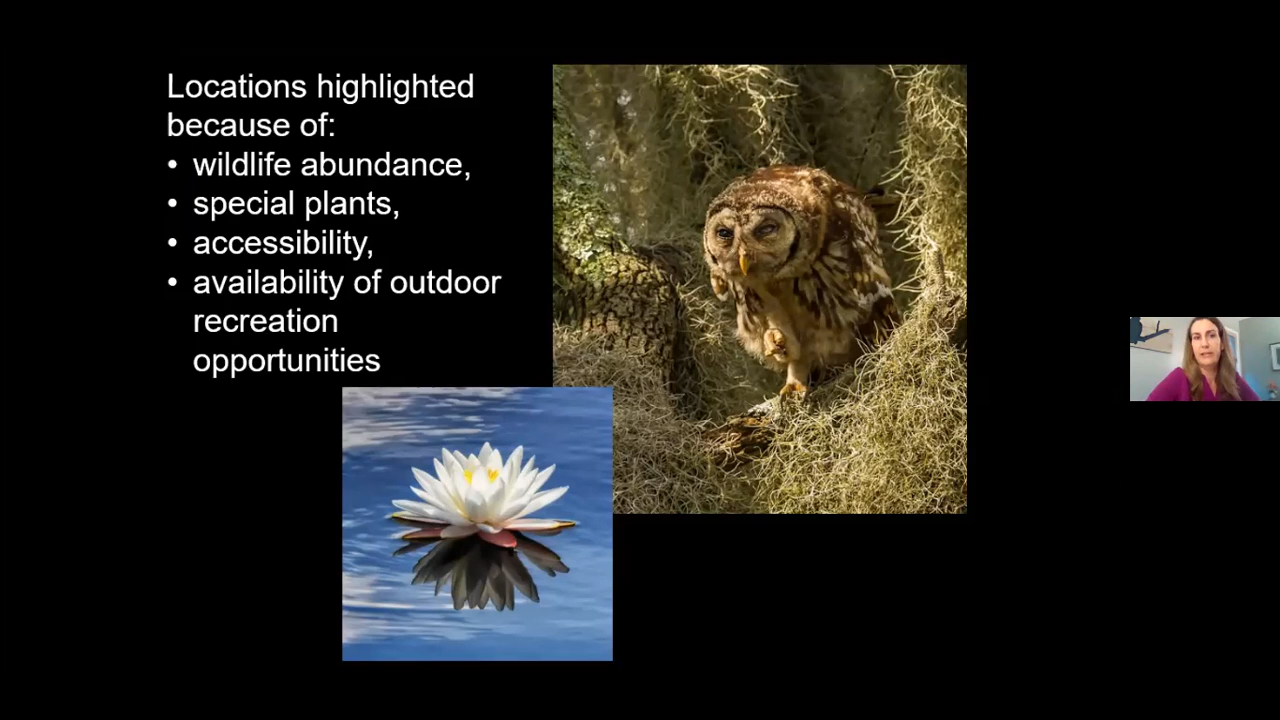 Locations highlighted
because of:
• wildlife abundance,
• special plants,
• accessibility,
• availability of outdoor
recreation
opportunities